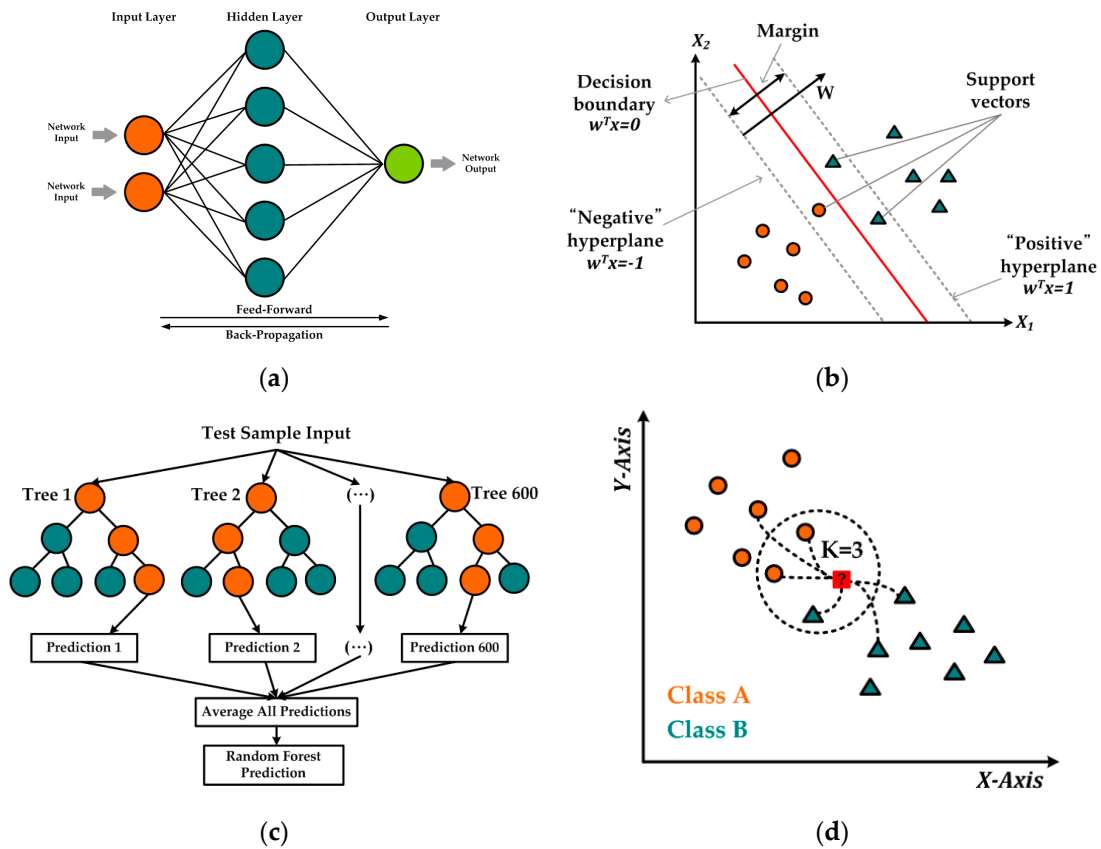 Input Layer
Hidden Layer
Output Layer
Network
Input
Network
Input
Network
Output
Feed-Forward
Back-Propagation
(a)
X₂
Margin
Decision
boundary
wᵀx=0
W
Support
vectors
“Negative”
hyperplane
wᵀx=-1
“Positive”
hyperplane
wᵀx=1
X₁
(b)
Test Sample Input
Tree 1
Tree 2
(···)
Tree 600
Prediction 1
Prediction 2
(···)
Prediction 600
Average All Predictions
Random Forest
Prediction
(c)
Y-Axis
K=3
?
Class A
Class B
X-Axis
(d)